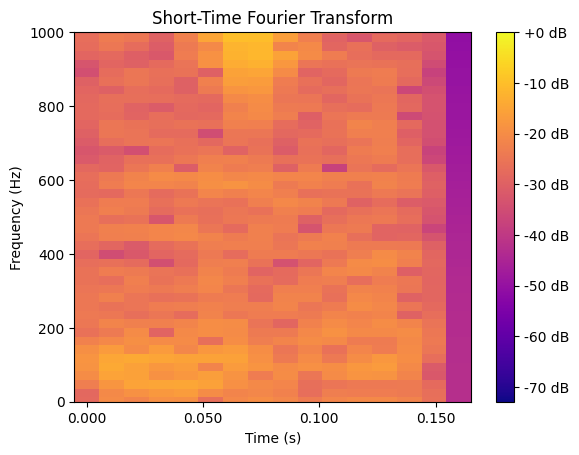 Short-Time Fourier Transform
Frequency (Hz)
1000
800
600
400
200
0
0.000
0.050
0.100
0.150
Time (s)
+0 dB
-10 dB
-20 dB
-30 dB
-40 dB
-50 dB
-60 dB
-70 dB